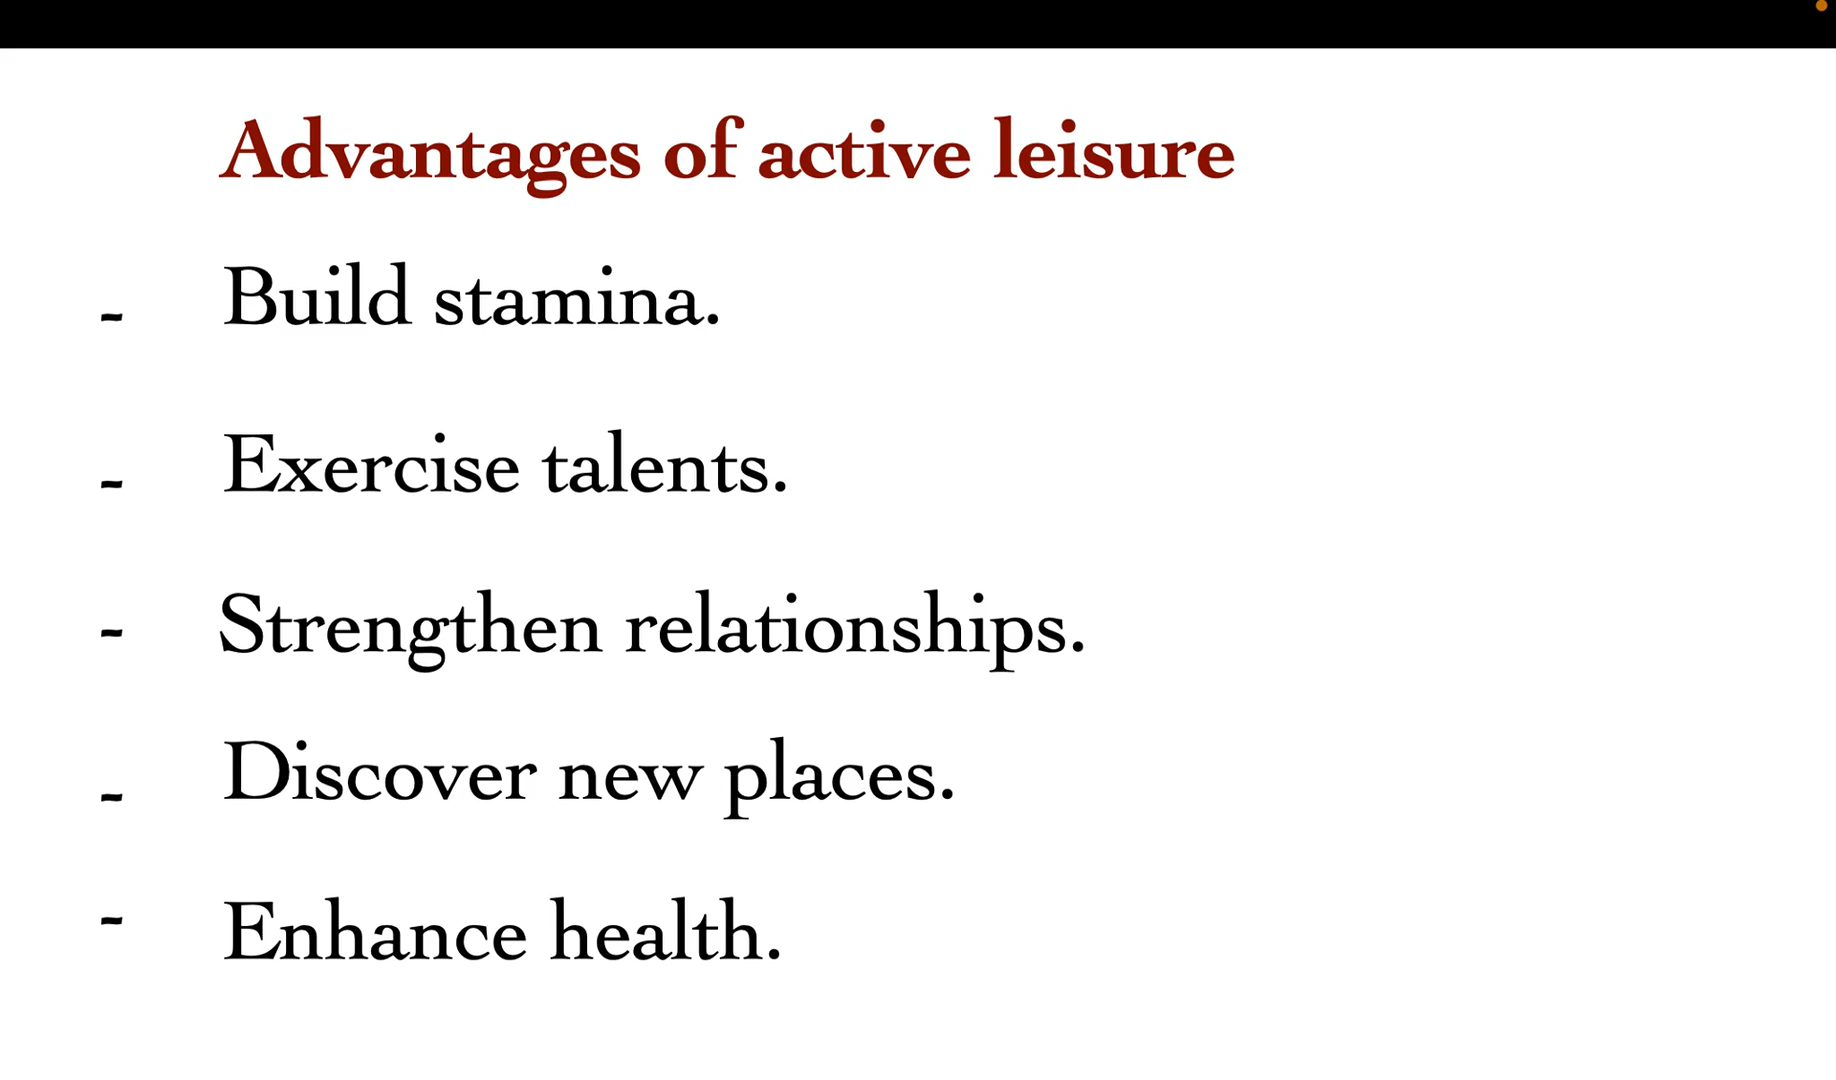 Advantages of active leisure
- Build stamina.
- Exercise talents.
- Strengthen relationships.
- Discover new places.
- Enhance health.